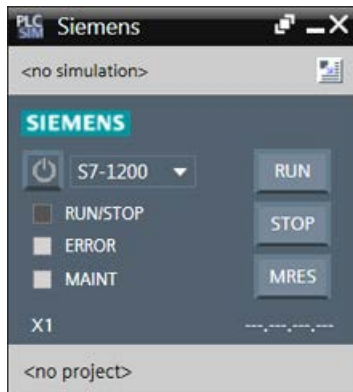 PLC SIM Siemens
<no simulation>
SIEMENS
S7-1200 RUN
RUN/STOP
STOP
ERROR
MAINT MRES
X1 ---.---.---.---
<no project>